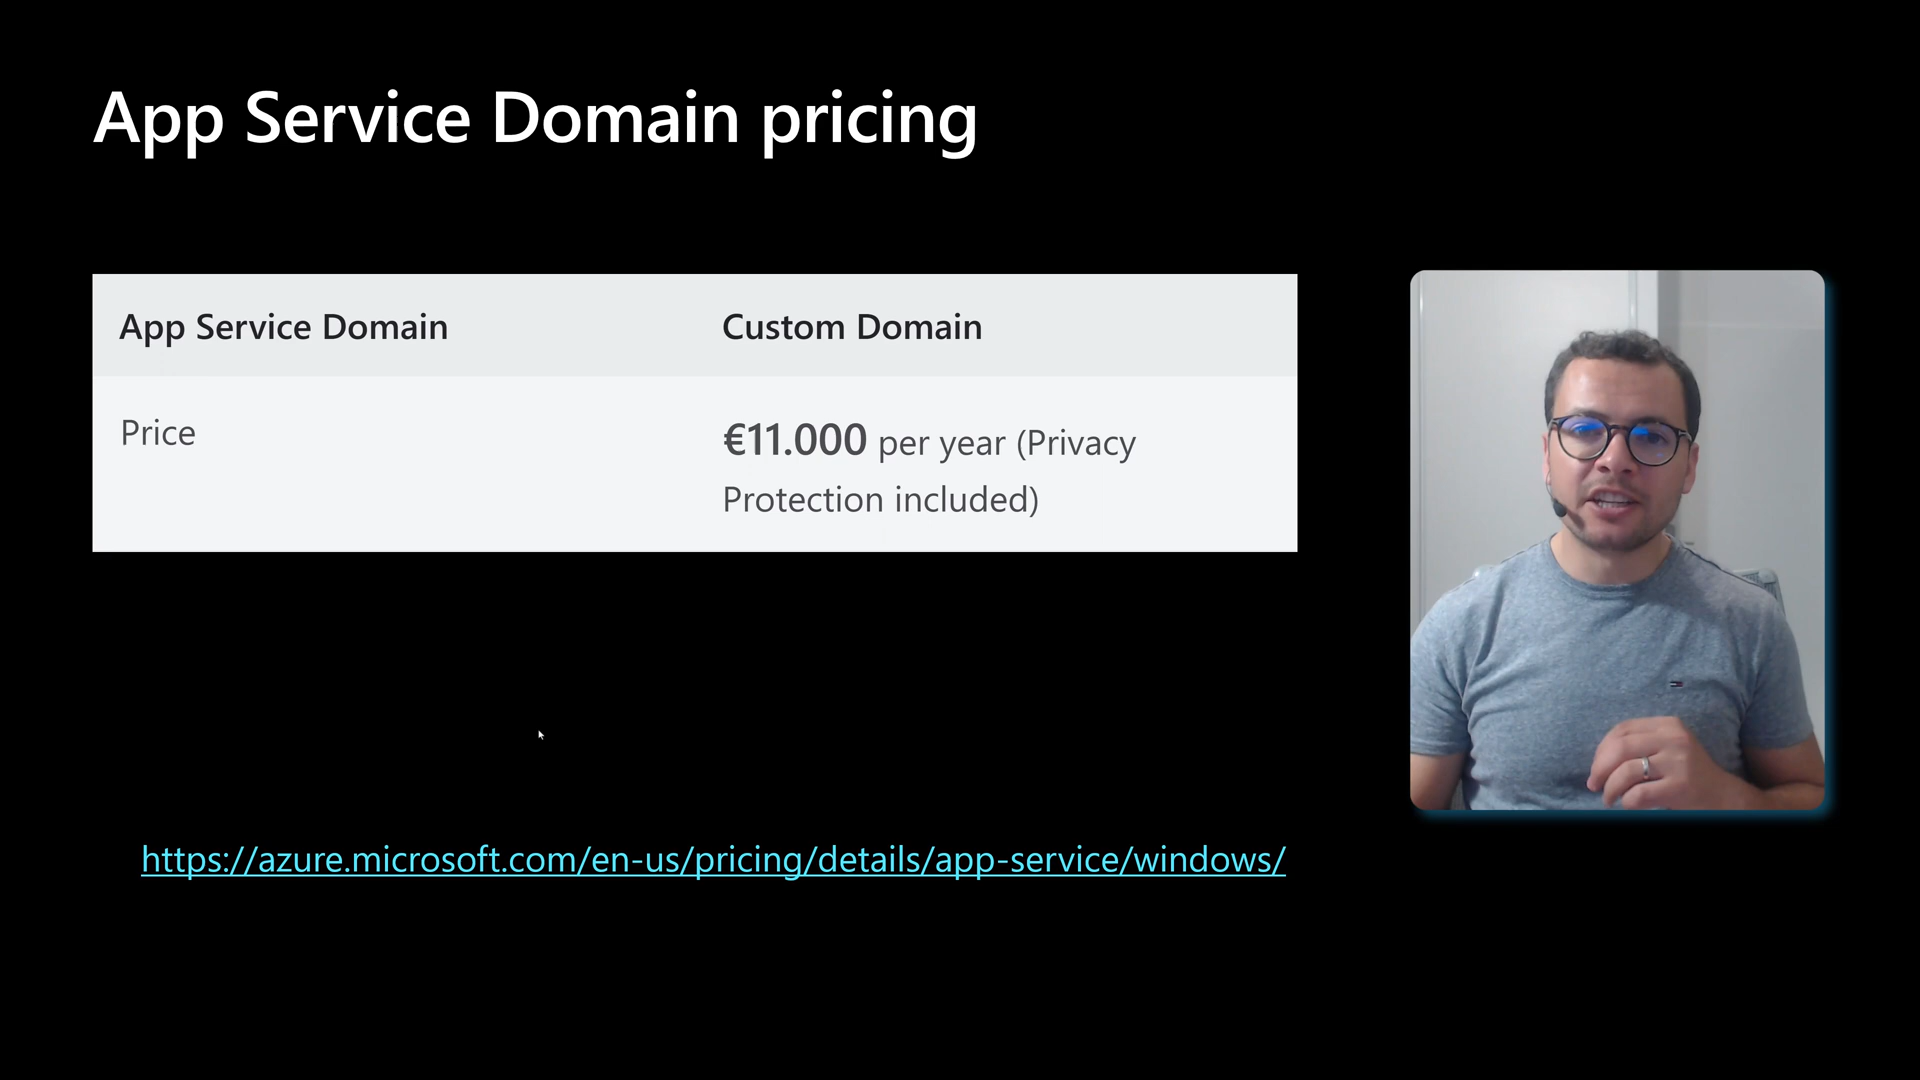 App Service Domain pricing
App Service Domain
Custom Domain
Price
€11.000 per year (Privacy
Protection included)
https://azure.microsoft.com/en-us/pricing/details/app-service/windows/